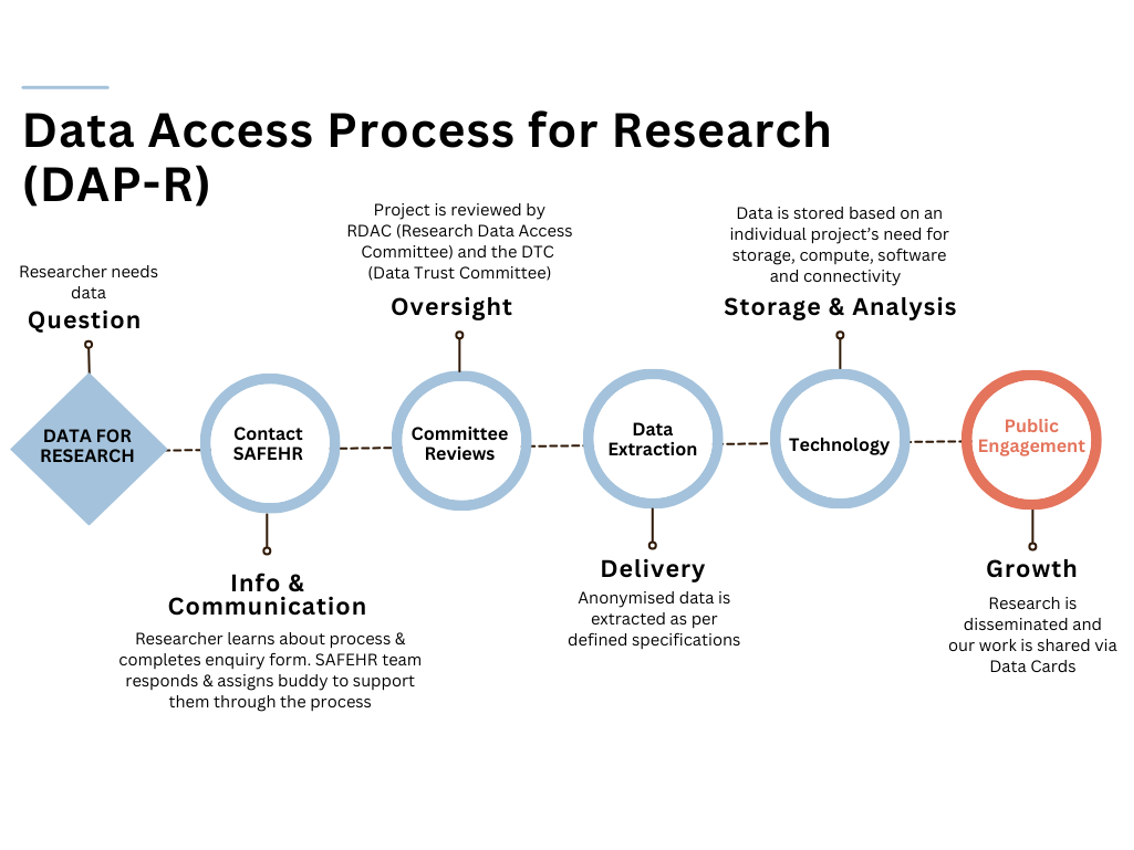 Data Access Process for Research
(DAP-R)
Researcher needs
data
Question
DATA FOR
RESEARCH
Contact
SAFEHR
Info &
Communication
Researcher learns about process &
completes enquiry form. SAFEHR team
responds & assigns buddy to support
them through the process
Project is reviewed by
RDAC (Research Data Access
Committee) and the DTC
(Data Trust Committee)
Oversight
Committee
Reviews
Data
Extraction
Delivery
Anonymised data is
extracted as per
defined specifications
Data is stored based on an
individual project's need for
storage, compute, software
and connectivity
Storage & Analysis
Technology
Public
Engagement
Growth
Research is
disseminated and
our work is shared via
Data Cards